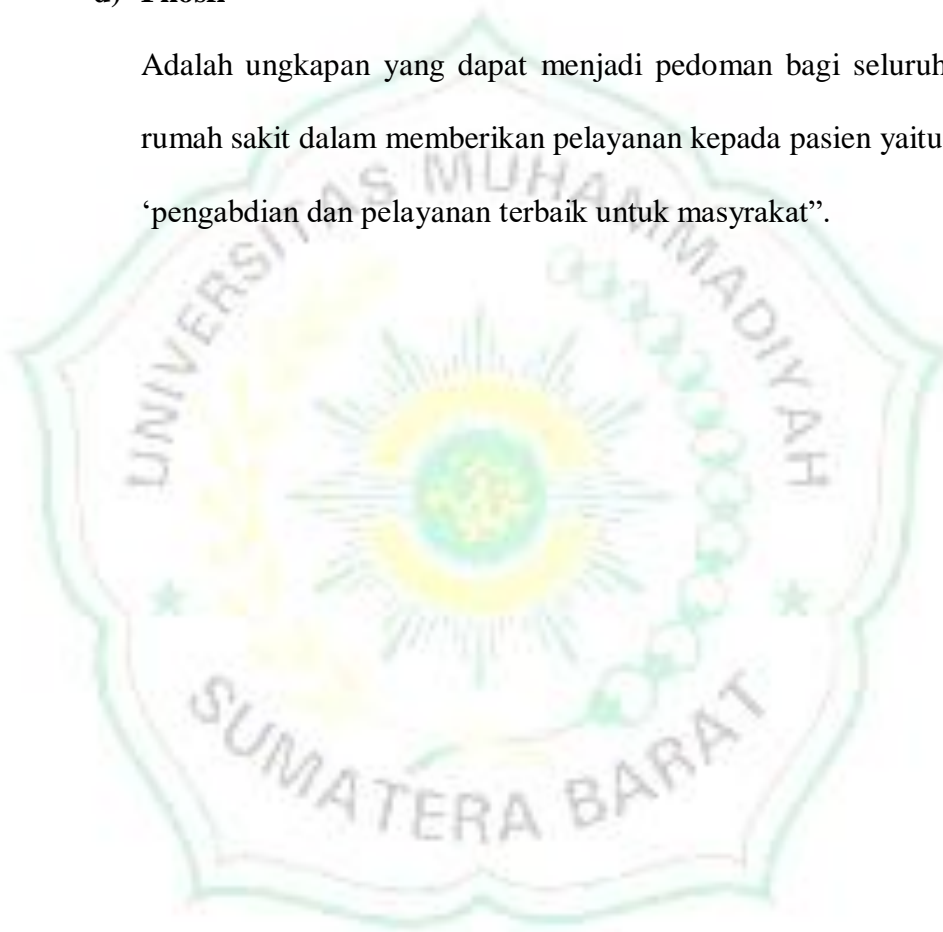 Adalah ungkapan yang dapat menjadi pedoman bagi seluruh
rumah sakit dalam memberikan pelayanan kepada pasien yaitu
‘pengabdian dan pelayanan terbaik untuk masyrakat”.
UNIVERSITAS MUHAMMADIYAH
SUMATERA BARAT